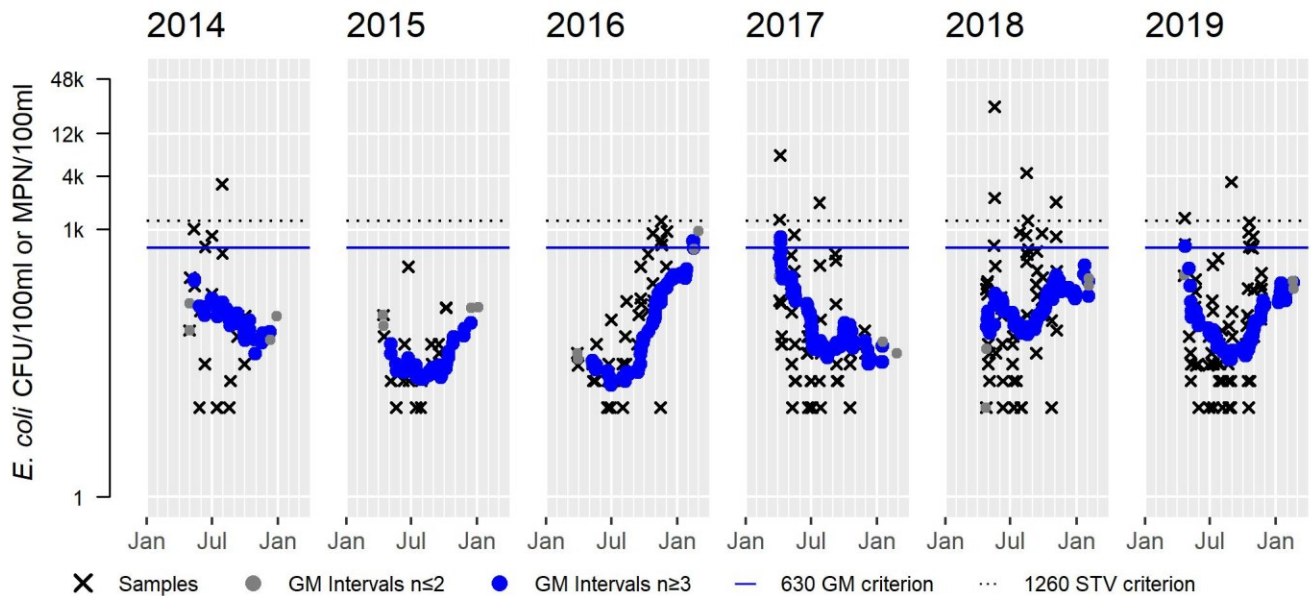 2014 2015 2016 2017 2018 2019
E. coli CFU/100ml or MPN/100ml
48k
12k
4k
1k
1
Jan Jul Jan Jan Jul Jan Jan Jul Jan Jan Jul Jan Jan Jul Jan Jan Jul Jan
Samples GM Intervals n≤2 GM Intervals n≥3 630 GM criterion 1260 STV criterion